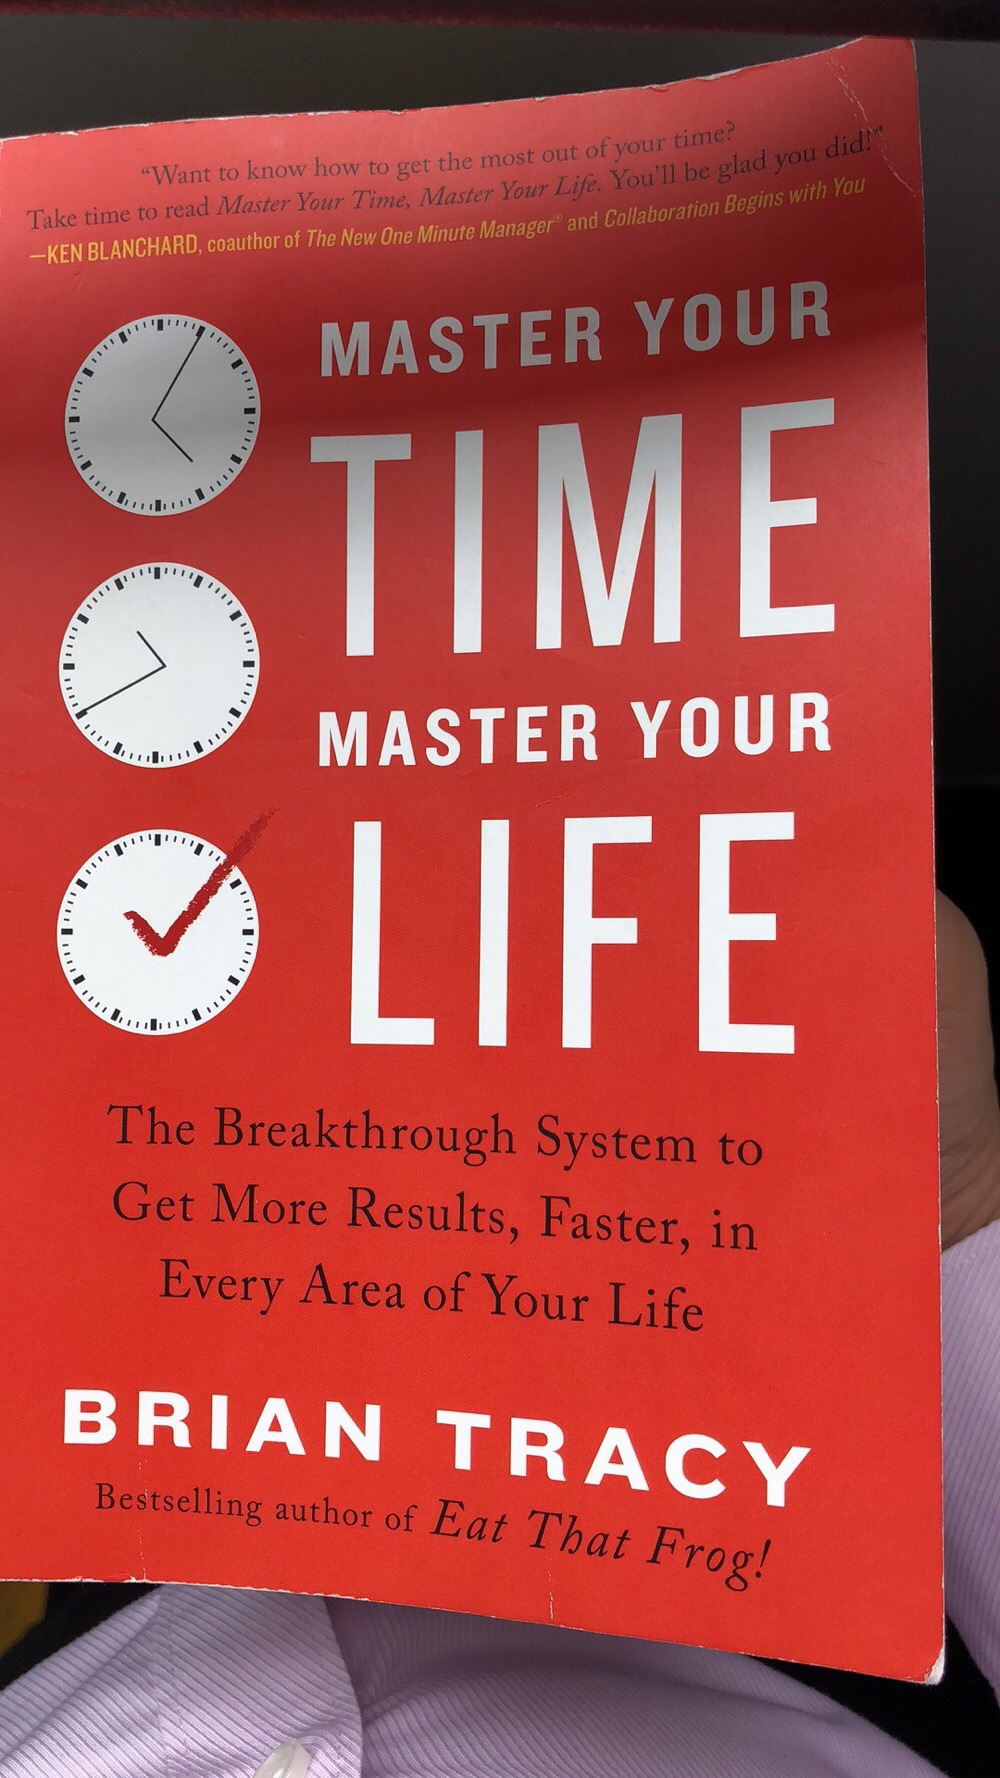 “Want to know how to get the most out of your time?
Take time to read Master Your Time, Master Your Life. You’ll be glad you did!”
—KEN BLANCHARD, coauthor of The New One Minute Manager® and Collaboration Begins with You
MASTER YOUR
TIME
MASTER YOUR
LIFE
The Breakthrough System to
Get More Results, Faster, in
Every Area of Your Life
BRIAN TRACY
Bestselling author of Eat That Frog!